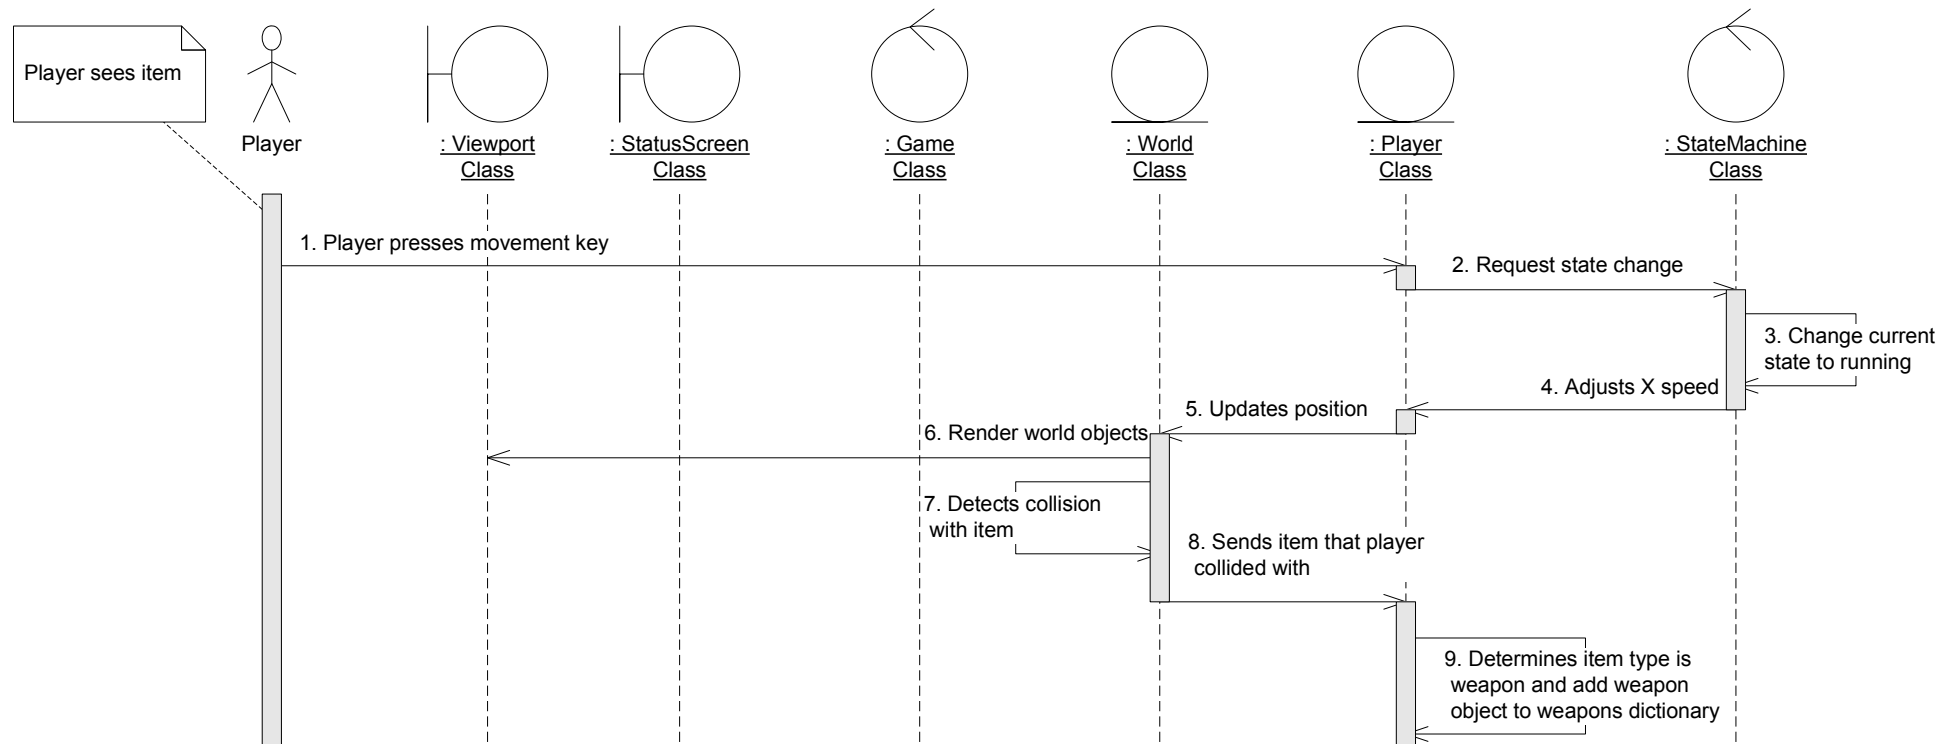 Player sees item
Player
: Viewport
Class
: StatusScreen
Class
: Game
Class
: World
Class
: Player
Class
: StateMachine
Class
1. Player presses movement key
2. Request state change
3. Change current
state to running
4. Adjusts X speed
5. Updates position
6. Render world objects
7. Detects collision
with item
8. Sends item that player
collided with
9. Determines item type is
weapon and add weapon
object to weapons dictionary